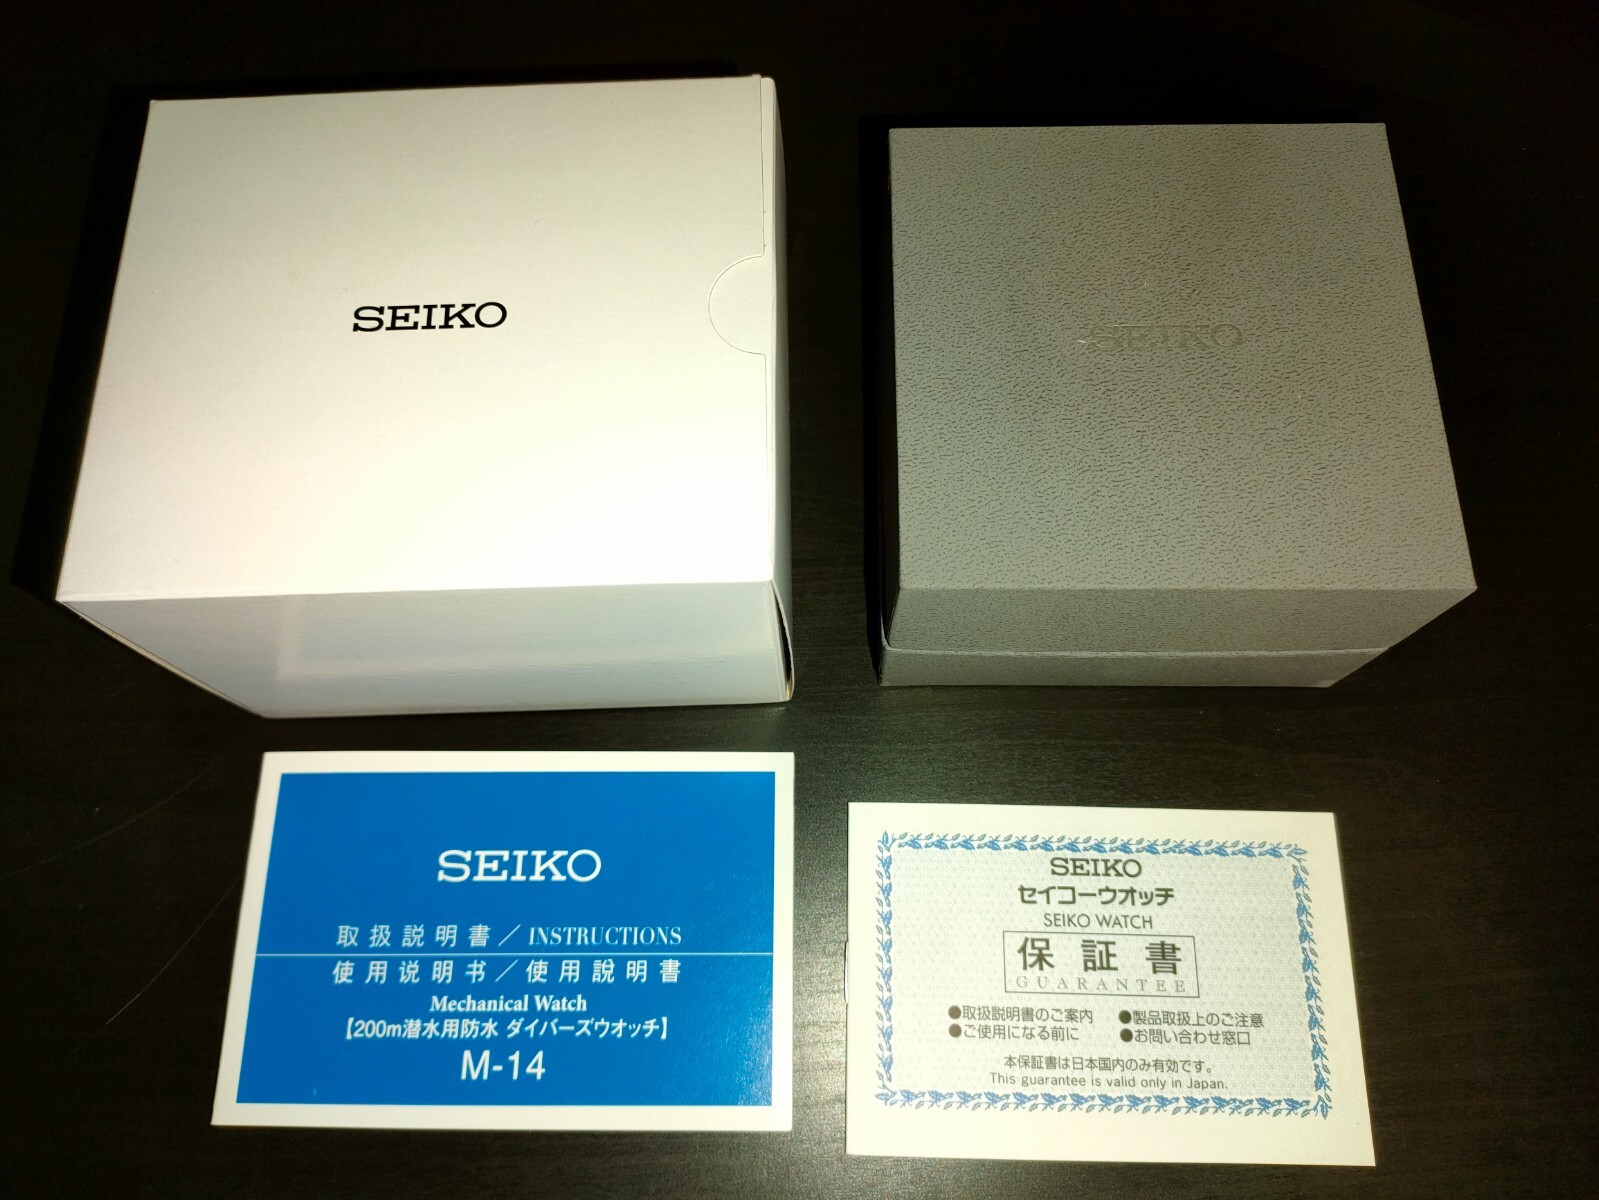 SEIKO
SEIKO
SEIKO
取扱説明書／INSTRUCTIONS
使用说明书／使用說明書
Mechanical Watch
【200m潜水用防水 ダイバーズウオッチ】
M-14
SEIKO
セイコーウオッチ
SEIKO WATCH
保証書
GUARANTEE
●取扱説明書のご案内 ●製品取扱上のご注意
●ご使用になる前に ●お問い合わせ窓口
本保証書は日本国内のみ有効です。
This guarantee is valid only in Japan.